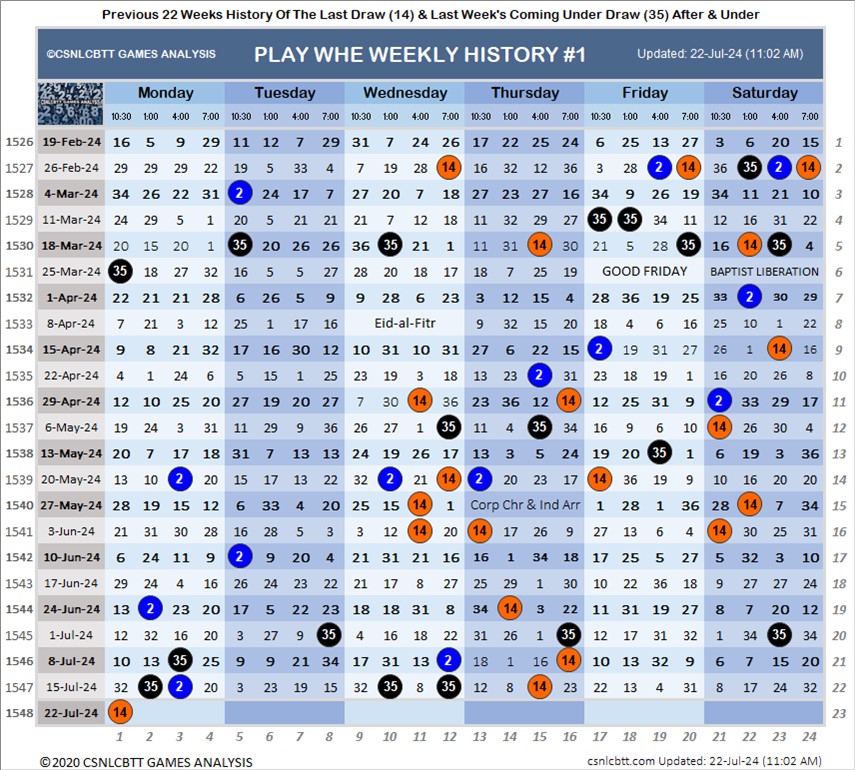 Previous 22 Weeks History Of The Last Draw (14) & Last Week's Coming Under Draw (35) After & Under
©CSNLCBTT GAMES ANALYSIS PLAY WHE WEEKLY HISTORY #1 Updated: 22-Jul-24 (11:02 AM)
Monday Tuesday Wednesday Thursday Friday Saturday
10:30 1:00 4:00 7:00 10:30 1:00 4:00 7:00 10:30 1:00 4:00 7:00 10:30 1:00 4:00 7:00 10:30 1:00 4:00 7:00 10:30 1:00 4:00 7:00
1526 19-Feb-24 16 5 9 29 11 12 7 29 31 7 24 26 17 22 25 14 6 25 13 27 3 6 20 15 1
1527 26-Feb-24 29 29 29 22 19 5 33 4 7 19 28 14 16 32 12 36 3 28 2 14 36 35 2 14 2
1528 4-Mar-24 34 26 22 31 2 24 17 7 27 20 7 18 27 23 27 16 34 9 26 19 34 11 21 10 3
1529 11-Mar-24 24 29 5 1 20 5 21 21 21 7 12 18 11 32 29 27 35 35 34 11 12 16 31 22 4
1530 18-Mar-24 20 15 20 1 35 20 26 26 36 35 21 1 11 31 14 30 21 5 28 35 16 14 35 4 5
1531 25-Mar-24 35 18 27 32 16 5 5 27 28 20 18 17 18 7 25 19 GOOD FRIDAY BAPTIST LIBERATION 6
1532 1-Apr-24 22 21 21 28 6 26 5 9 9 28 6 23 3 12 15 4 28 36 19 25 33 2 30 29 7
1533 8-Apr-24 7 21 3 12 25 1 17 16 Eid-al-Fitr 9 32 15 20 18 4 6 16 25 10 1 22 8
1534 15-Apr-24 9 8 21 32 17 16 30 12 10 31 10 31 27 6 22 15 2 19 31 27 26 1 14 16 9
1535 22-Apr-24 4 1 24 6 5 15 1 25 23 19 3 18 13 23 2 31 23 18 19 1 16 20 26 8 10
1536 29-Apr-24 12 10 25 20 27 19 20 27 7 30 14 36 23 36 12 14 12 25 31 9 2 33 29 17 11
1537 6-May-24 19 24 3 31 11 29 9 36 26 27 1 35 11 4 35 34 16 9 6 10 14 26 30 4 12
1538 13-May-24 20 7 17 18 31 7 13 13 24 19 26 17 13 3 5 24 19 20 35 1 6 19 3 36 13
1539 20-May-24 13 10 2 20 15 17 13 22 32 2 21 14 2 13 20 15 14 36 19 9 10 16 20 20 14
1540 27-May-24 28 19 15 12 6 33 4 20 25 15 14 1 Corp Chr & Ind Arr 1 28 1 36 28 14 7 34 15
1541 3-Jun-24 21 31 30 28 16 28 5 3 3 12 14 20 14 17 26 9 23 13 6 4 14 30 25 31 16
1542 10-Jun-24 6 24 11 9 2 9 20 4 21 31 21 16 16 1 34 18 17 25 5 27 5 32 3 10 17
1543 17-Jun-24 29 24 4 16 26 24 23 22 21 17 8 27 25 29 1 30 10 22 36 18 9 27 27 27 18
1544 24-Jun-24 13 2 23 20 17 5 22 23 18 18 31 8 34 14 3 22 11 31 19 27 8 7 20 12 19
1545 1-Jul-24 12 32 16 20 3 27 9 35 4 16 18 22 31 26 1 35 12 17 31 32 1 34 35 34 20
1546 8-Jul-24 10 13 35 25 9 9 21 34 17 31 13 2 18 1 16 14 10 13 32 9 6 7 15 20 21
1547 15-Jul-24 32 35 2 20 3 23 19 15 10 35 9 35 12 8 14 23 22 13 4 31 8 17 24 32 22
1548 22-Jul-24 14 23
1 2 3 4 5 6 7 8 9 10 11 12 13 14 15 16 17 18 19 20 21 22 23 24
©2020 CSNLCBTT GAMES ANALYSIS csnlcbtt.com Updated: 22-Jul-24 (11:02 AM)